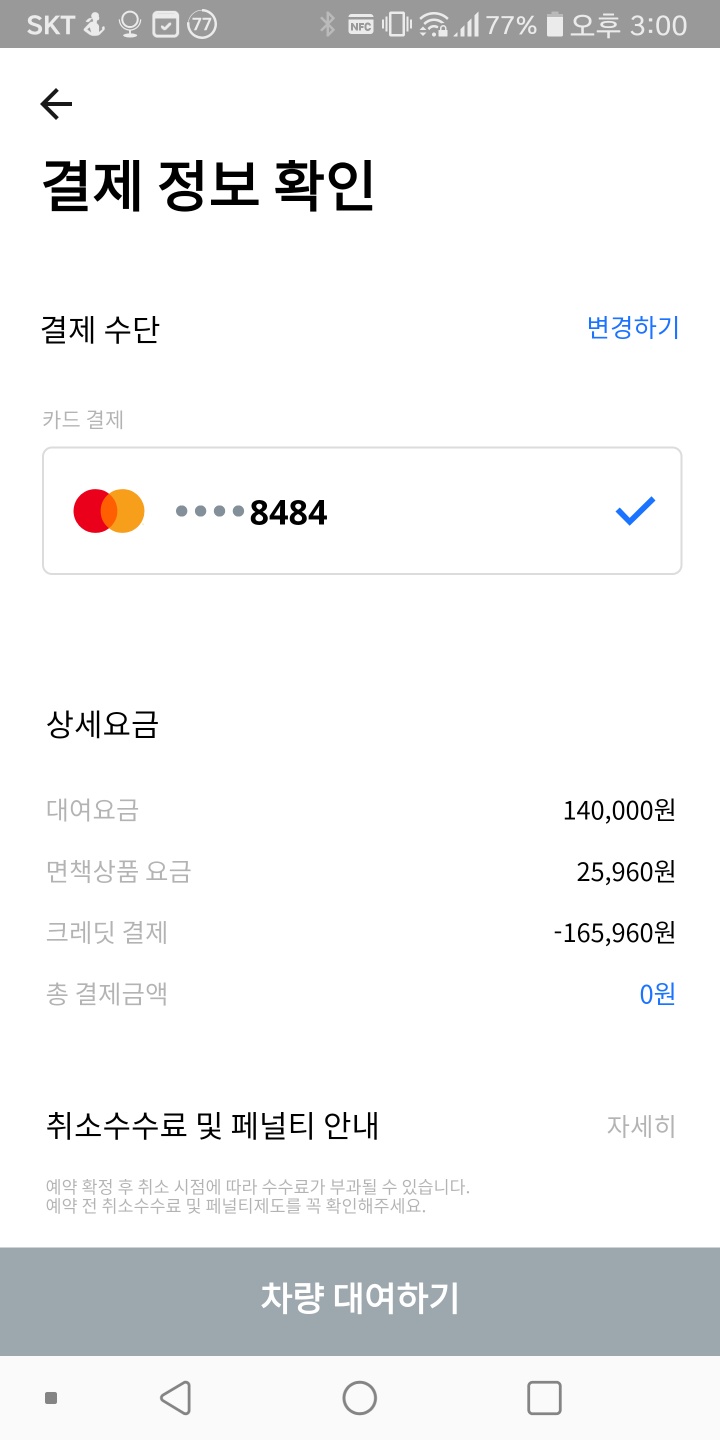 SKT 77 NFC 77% 오후 3:00
결제 정보 확인
결제 수단 변경하기
카드 결제
••••8484
상세요금
대여요금 140,000원
면책상품 요금 25,960원
크레딧 결제 -165,960원
총 결제금액 0원
취소수수료 및 페널티 안내 자세히
예약 확정 후 취소 시점에 따라 수수료가 부과될 수 있습니다.
예약 전 취소수수료 및 페널티제도를 꼭 확인해주세요.
차량 대여하기